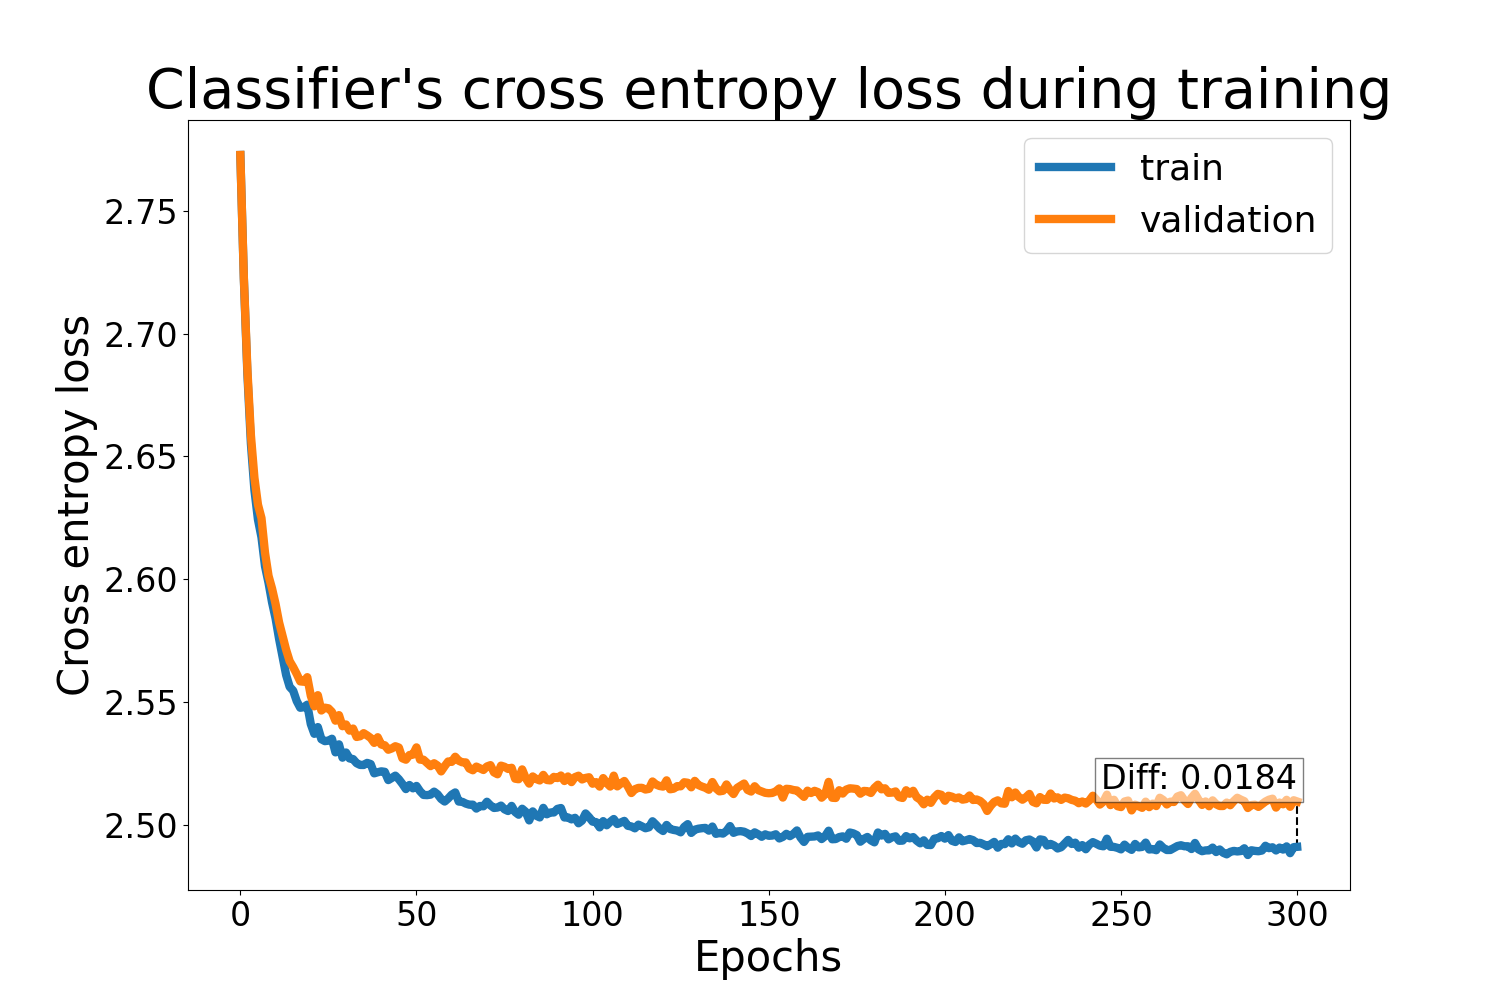 Classifier's cross entropy loss during training
train
validation
2.75
2.70
2.65
2.60
2.55
2.50
Cross entropy loss
Diff: 0.0184
0 50 100 150 200 250 300
Epochs